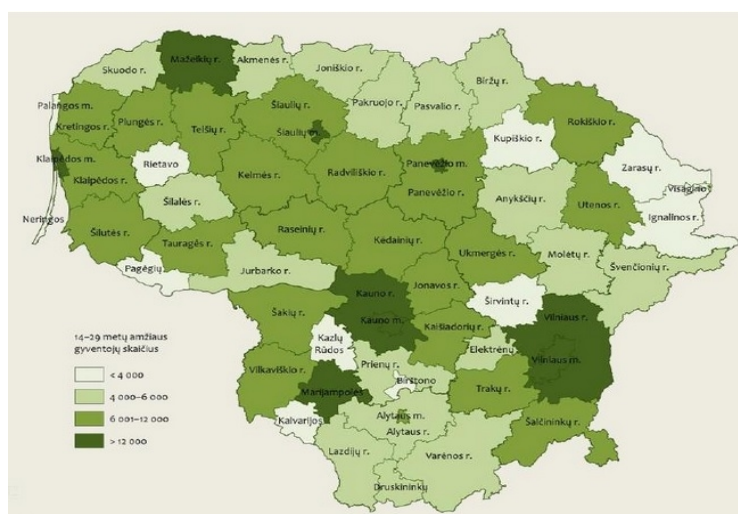 Skuodo r.
Mažeikių r.
Akmenės r.
Joniškio r.
Biržų r.
Pakruojo r.
Pasvalio r.
Palangos m.
Kretingos r.
Plungės r.
Telšių r.
Šiaulių r.
Šiaulių m.
Kupiškio r.
Rokiškio r.
Klaipėdos m.
Klaipėdos r.
Rietavo
Kelmės r.
Radviliškio r.
Panevėžio m.
Panevėžio r.
Zarasų r.
Visagino
Anykščių r.
Utenos r.
Ignalinos r.
Neringos
Šilalės r.
Šilutės r.
Tauragės r.
Raseinių r.
Kėdainių r.
Ukmergės r.
Molėtų r.
Švenčionių r.
Pagėgių
Jurbarko r.
Kauno r.
Kauno m.
Jonavos r.
Širvintų r.
Šakių r.
Kaišiadorių r.
Vilniaus r.
Vilniaus m.
Kazlų
Rūdos
Elektrėnų
Prienų r.
Birštono
Vilkaviškio r.
Marijampolės
Trakų r.
Kalvarijos
Alytaus m.
Alytaus r.
Šalčininkų r.
Lazdijų r.
Varėnos r.
Druskininkų
14–29 metų amžiaus
gyventojų skaičius
< 4 000
4 000–6 000
6 001–12 000
> 12 000